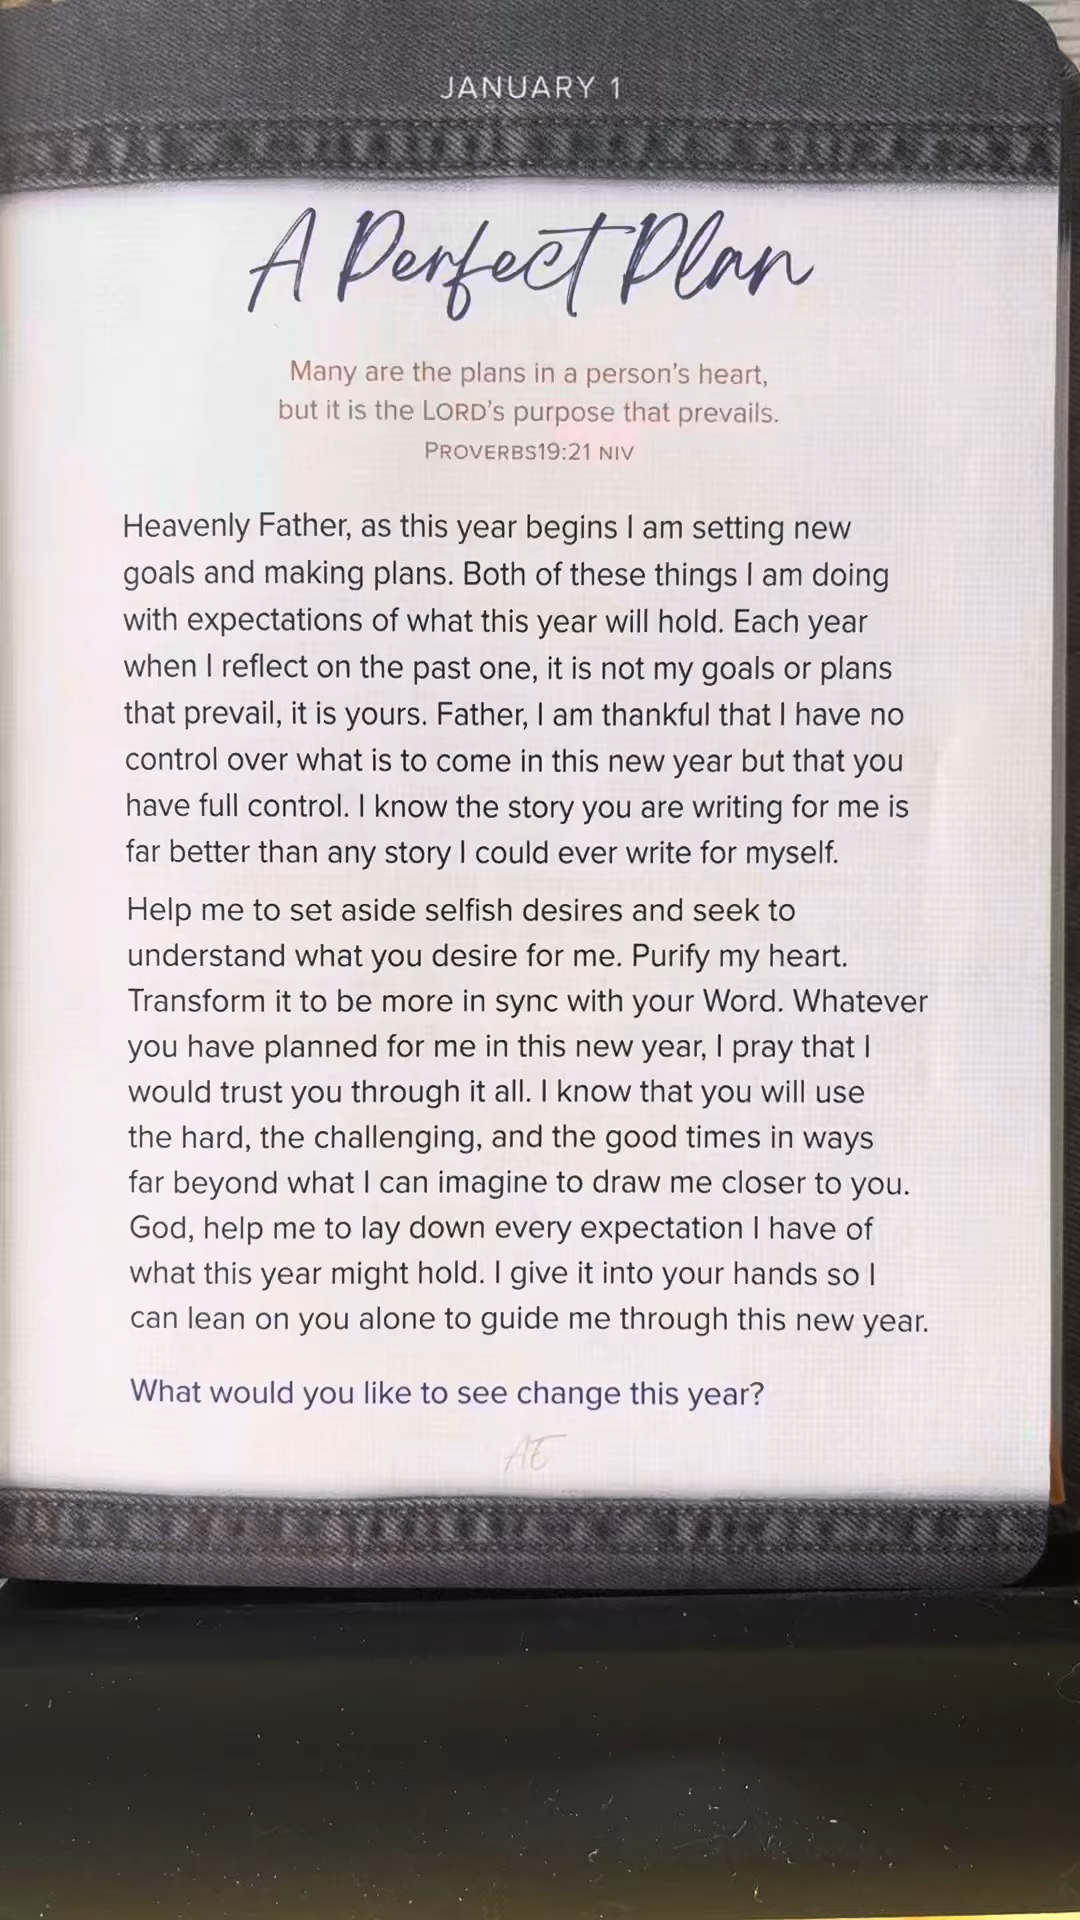 JANUARY 1
A Perfect Plan
Many are the plans in a person's heart,
but it is the LORD's purpose that prevails.
PROVERBS19:21 NIV
Heavenly Father, as this year begins I am setting new
goals and making plans. Both of these things I am doing
with expectations of what this year will hold. Each year
when I reflect on the past one, it is not my goals or plans
that prevail, it is yours. Father, I am thankful that I have no
control over what is to come in this new year but that you
have full control. I know the story you are writing for me is
far better than any story I could ever write for myself.
Help me to set aside selfish desires and seek to
understand what you desire for me. Purify my heart.
Transform it to be more in sync with your Word. Whatever
you have planned for me in this new year, I pray that I
would trust you through it all. I know that you will use
the hard, the challenging, and the good times in ways
far beyond what I can imagine to draw me closer to you.
God, help me to lay down every expectation I have of
what this year might hold. I give it into your hands so I
can lean on you alone to guide me through this new year.
What would you like to see change this year?
AE